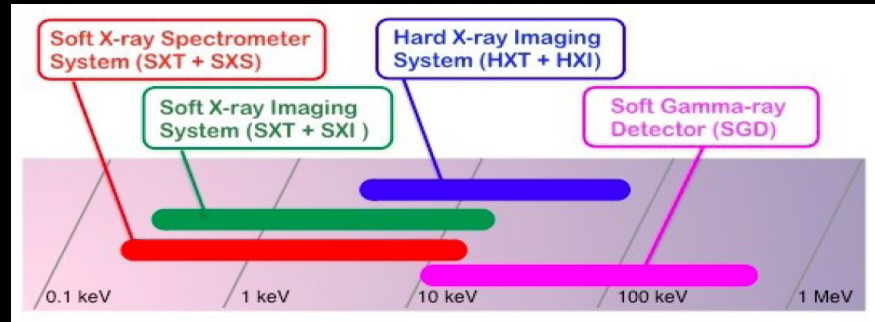 Soft X-ray Spectrometer
System (SXT + SXS)
Hard X-ray Imaging
System (HXT + HXI)
Soft X-ray Imaging
System (SXT + SXI )
Soft Gamma-ray
Detector (SGD)
0.1 keV
1 keV
10 keV
100 keV
1 MeV